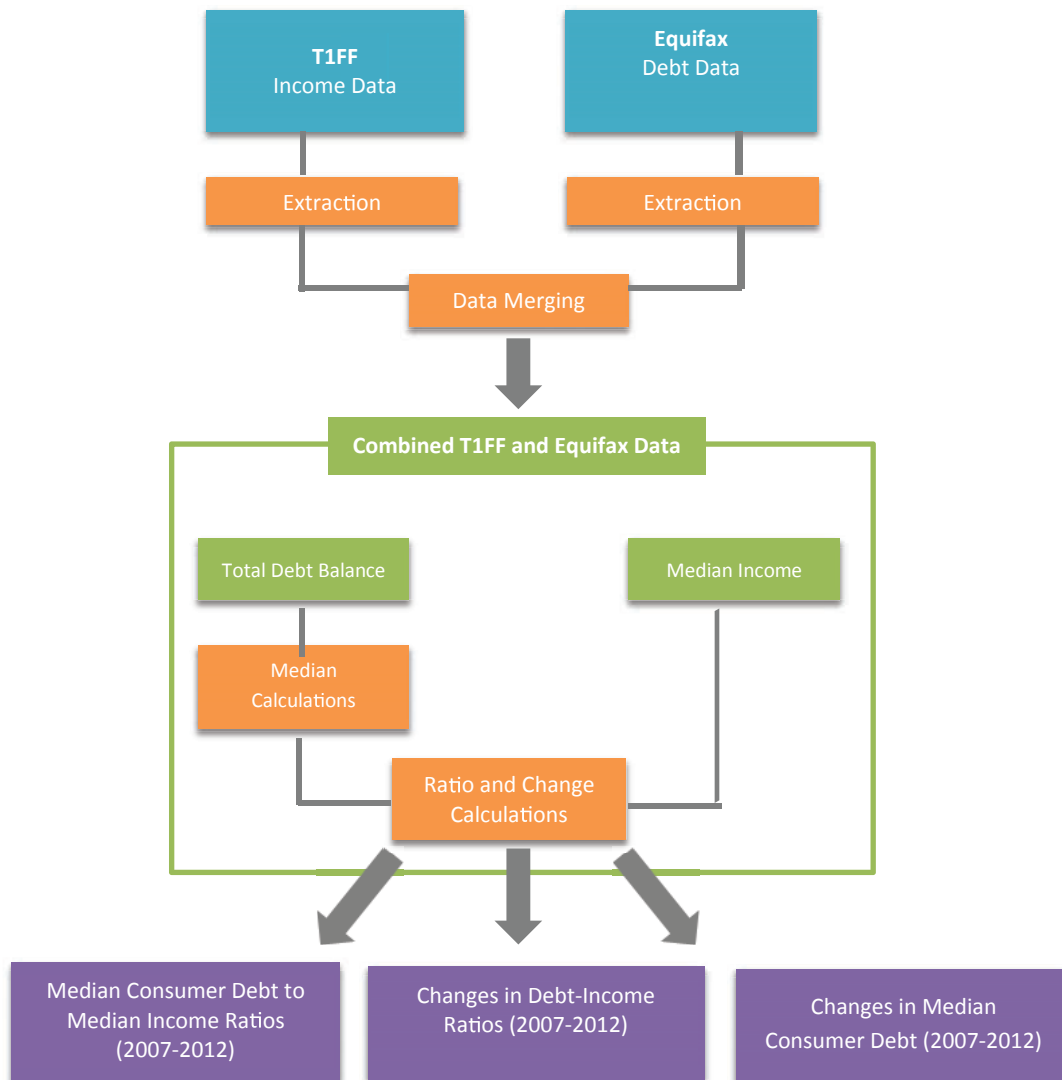 T1FF
Income Data
Equifax
Debt Data
Extraction
Extraction
Data Merging
Combined T1FF and Equifax Data
Total Debt Balance
Median Income
Median
Calculations
Ratio and Change
Calculations
Median Consumer Debt to
Median Income Ratios
(2007-2012)
Changes in Debt-Income
Ratios (2007-2012)
Changes in Median
Consumer Debt (2007-2012)